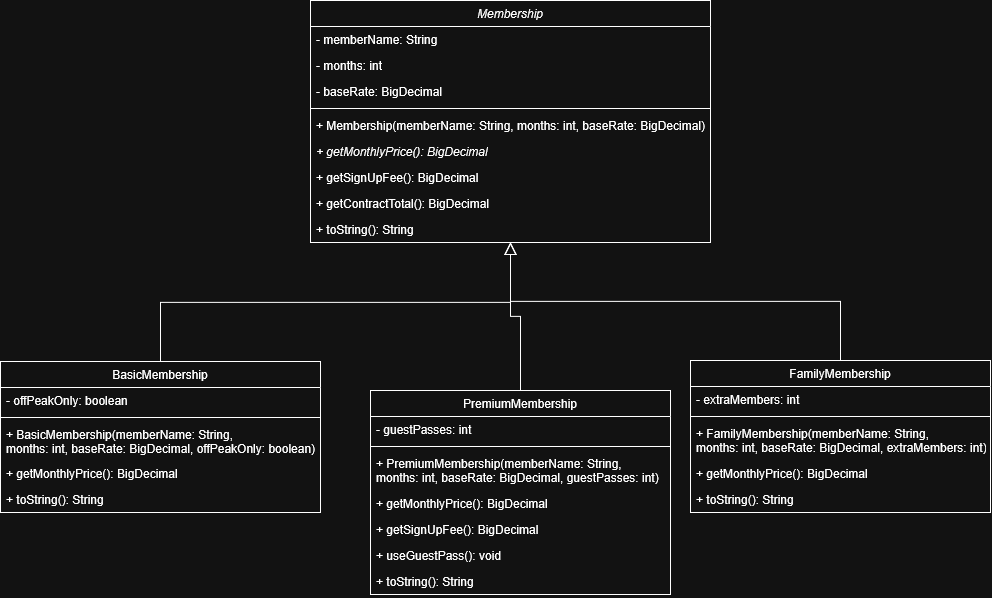 Membership
- memberName: String
- months: int
- baseRate: BigDecimal
+ Membership(memberName: String, months: int, baseRate: BigDecimal)
+ getMonthlyPrice(): BigDecimal
+ getSignUpFee(): BigDecimal
+ getContractTotal(): BigDecimal
+ toString(): String
BasicMembership
- offPeakOnly: boolean
+ BasicMembership(memberName: String,
months: int, baseRate: BigDecimal, offPeakOnly: boolean)
+ getMonthlyPrice(): BigDecimal
+ toString(): String
PremiumMembership
- guestPasses: int
+ PremiumMembership(memberName: String,
months: int, baseRate: BigDecimal, guestPasses: int)
+ getMonthlyPrice(): BigDecimal
+ getSignUpFee(): BigDecimal
+ useGuestPass(): void
+ toString(): String
FamilyMembership
- extraMembers: int
+ FamilyMembership(memberName: String,
months: int, baseRate: BigDecimal, extraMembers: int)
+ getMonthlyPrice(): BigDecimal
+ toString(): String